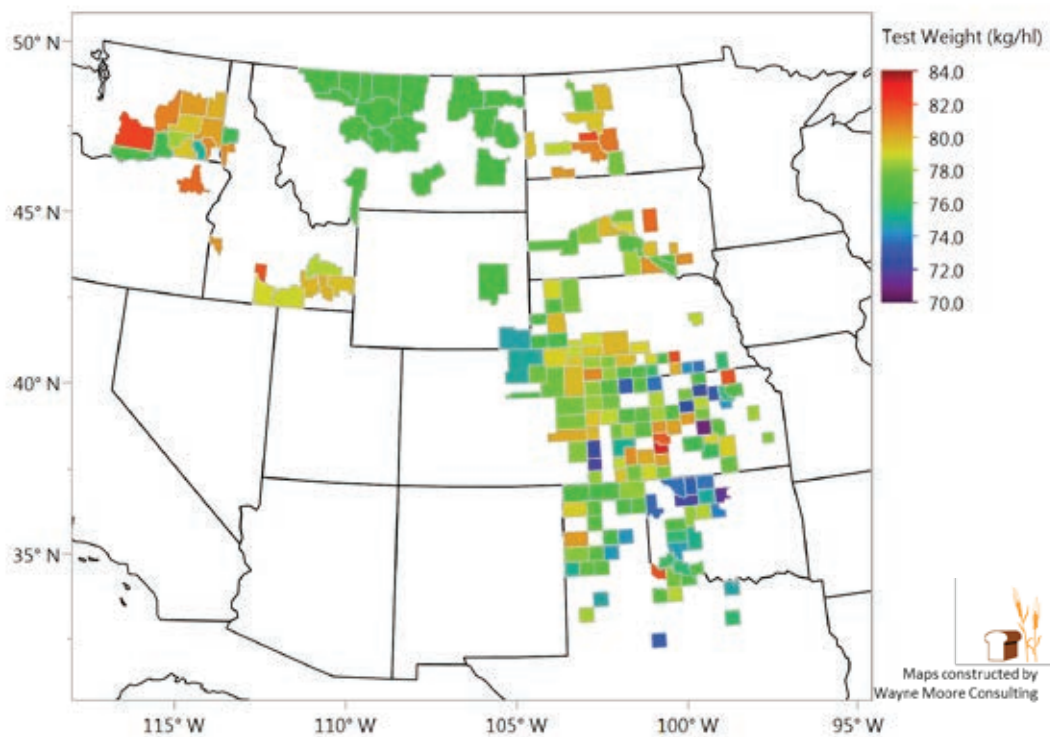 50° N
45° N
40° N
35° N
115° W
110° W
105° W
100° W
95° W
Test Weight (kg/hl)
84.0
82.0
80.0
78.0
76.0
74.0
72.0
70.0
Maps constructed by
Wayne Moore Consulting